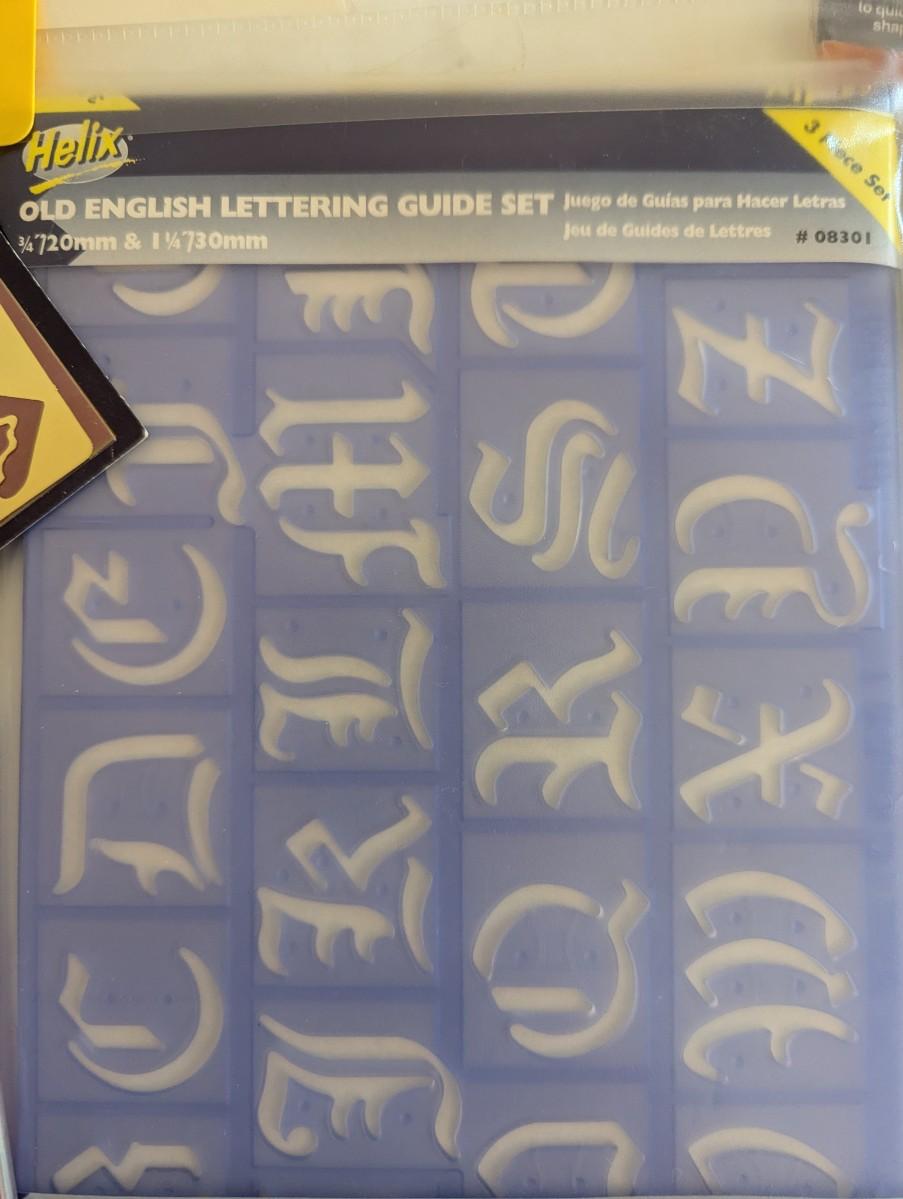 Helix
3 Piece Set
OLD ENGLISH LETTERING GUIDE SET
Juego de Guías para Hacer Letras
¾"/20mm & 1¼"/30mm
Jeu de Guides de Lettres
# 08301
B C D E F
J K L M N
P Q R S T
V W X Y Z